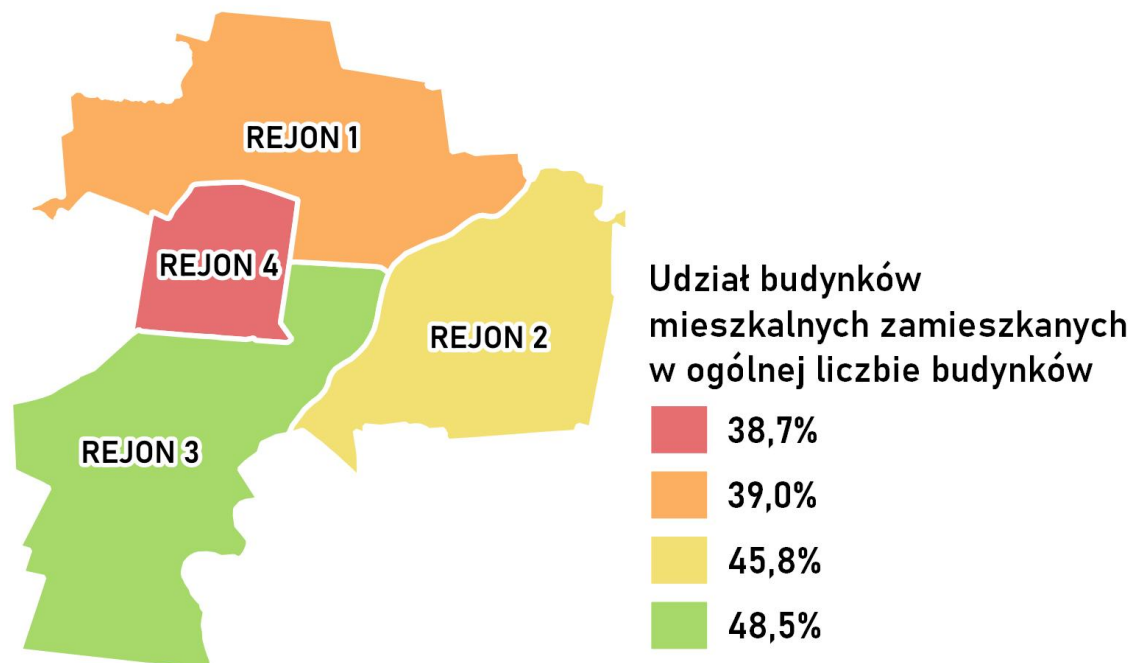 REJON 1
REJON 4
REJON 2
REJON 3
Udział budynków
mieszkalnych zamieszkanych
w ogólnej liczbie budynków
38,7%
39,0%
45,8%
48,5%